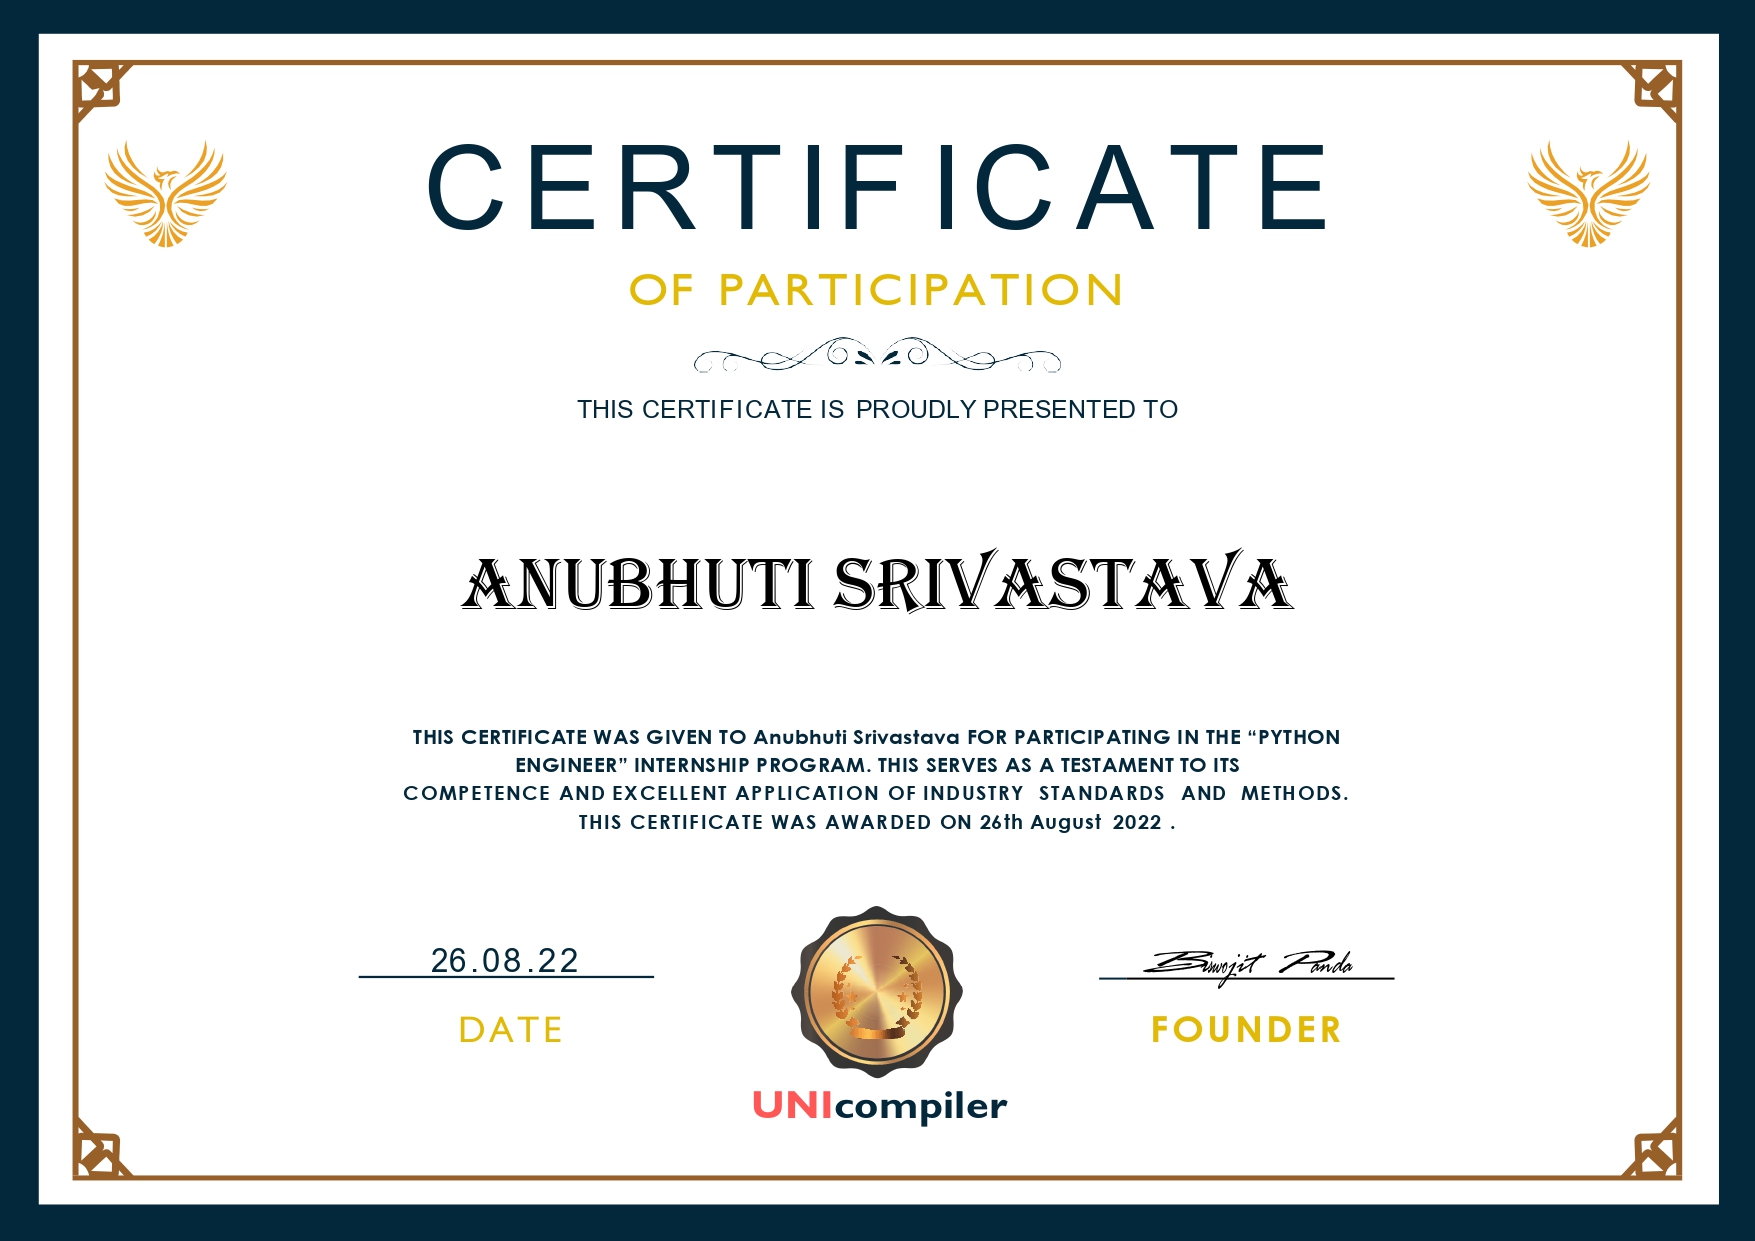 CERTIFICATE
OF PARTICIPATION
THIS CERTIFICATE IS PROUDLY PRESENTED TO
ANUBHUTI SRIVASTAVA
THIS CERTIFICATE WAS GIVEN TO Anubhuti Srivastava FOR PARTICIPATING IN THE “PYTHON
ENGINEER” INTERNSHIP PROGRAM. THIS SERVES AS A TESTAMENT TO ITS
COMPETENCE AND EXCELLENT APPLICATION OF INDUSTRY STANDARDS AND METHODS.
THIS CERTIFICATE WAS AWARDED ON 26th August 2022 .
26.08.22
Biswojit Panda
DATE
FOUNDER
UNIcompiler